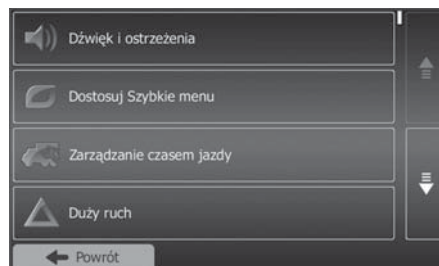 Dźwięk i ostrzeżenia
Dostosuj Szybkie menu
Zarządzanie czasem jazdy
Duży ruch
Powrót